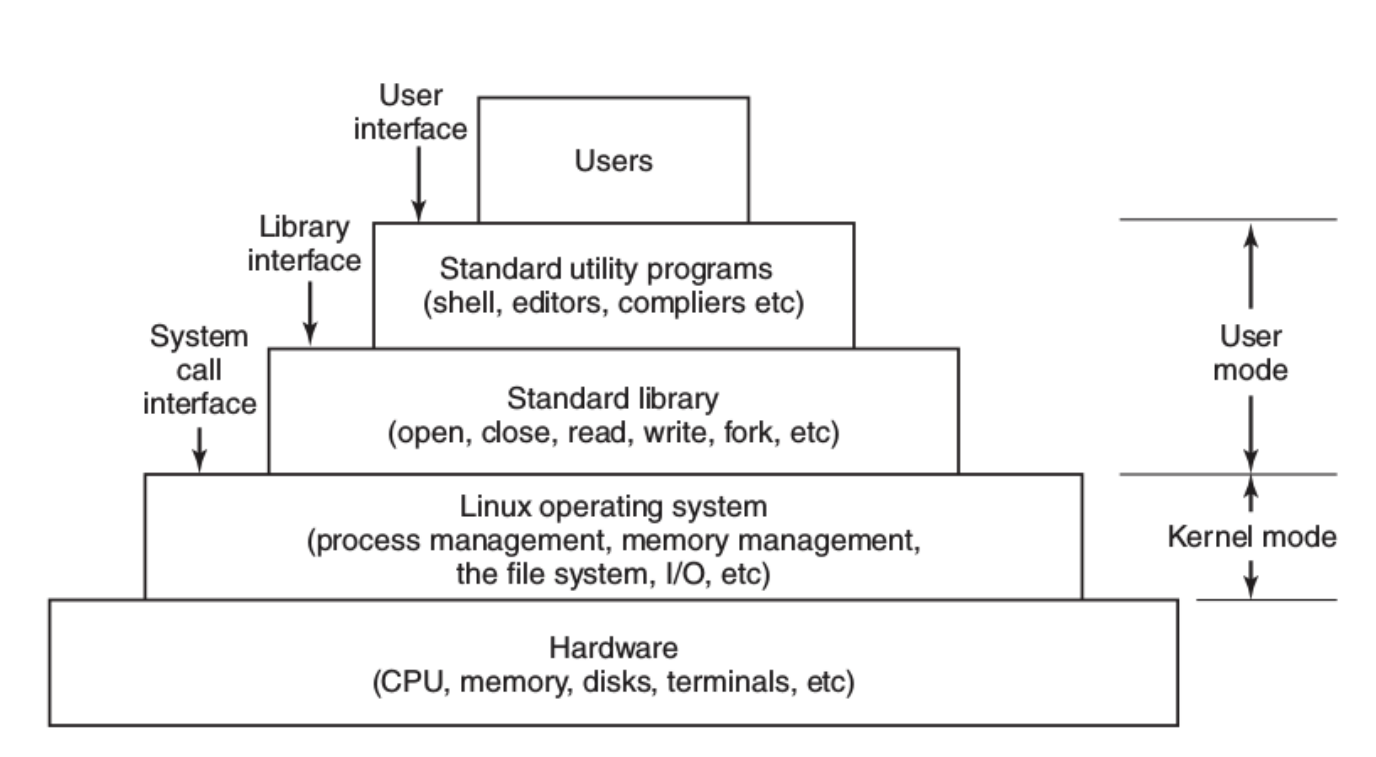 User
interface
Users
Library
interface
Standard utility programs
(shell, editors, compliers etc)
System
call
interface
Standard library
(open, close, read, write, fork, etc)
User
mode
Linux operating system
(process management, memory management,
the file system, I/O, etc)
Kernel mode
Hardware
(CPU, memory, disks, terminals, etc)